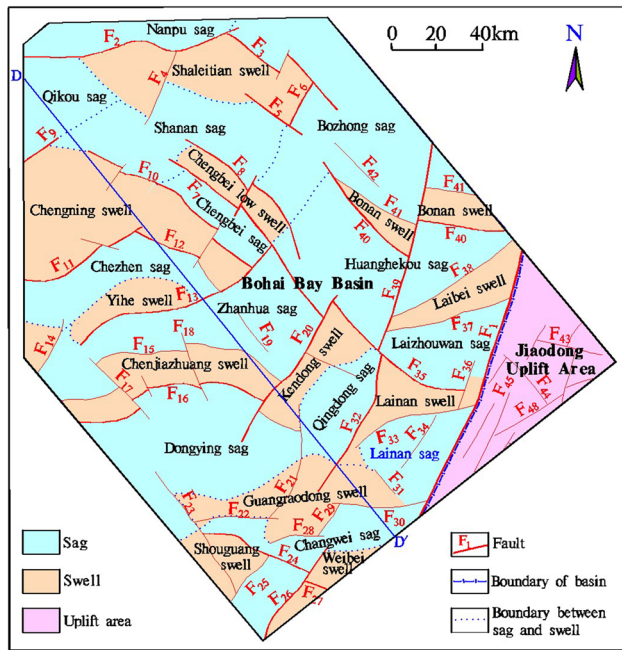 Nanpu sag
F2
F3
0 20 40km
N
Shaleitian swell
F4
F6
D
Qikou sag
F5
Bozhong sag
Shanan sag
F9
F10
F8
F42
Chengbei low swell
F7
Chengbei sag
F41
Bonan swell
F41
Bonan swell
Chengning swell
F12
F40
F40
F11
Chezhen sag
Huanghekou sag
F38
Bohai Bay Basin
F39
Laibei swell
Yihe swell
F13
Zhanhua sag
F14
F18
F19
F20
F37
F1
Laizhouwan sag
F43
F15
Jiaodong
Uplift Area
Chenjiazhuang swell
Kendong swell
F35
F36
F45
F44
F17
F16
Qingdong sag
Lainan swell
F48
F32
F33
F34
Dongying sag
Lainan sag
F21
F31
Guangraodong swell
F23
F22
F29
F28
F30
Changwei sag
D'
Shouguang
swell
F24
Weibei
swell
F25
F26
F27
Sag
Swell
Uplift area
F1
Fault
Boundary of basin
Boundary between
sag and swell